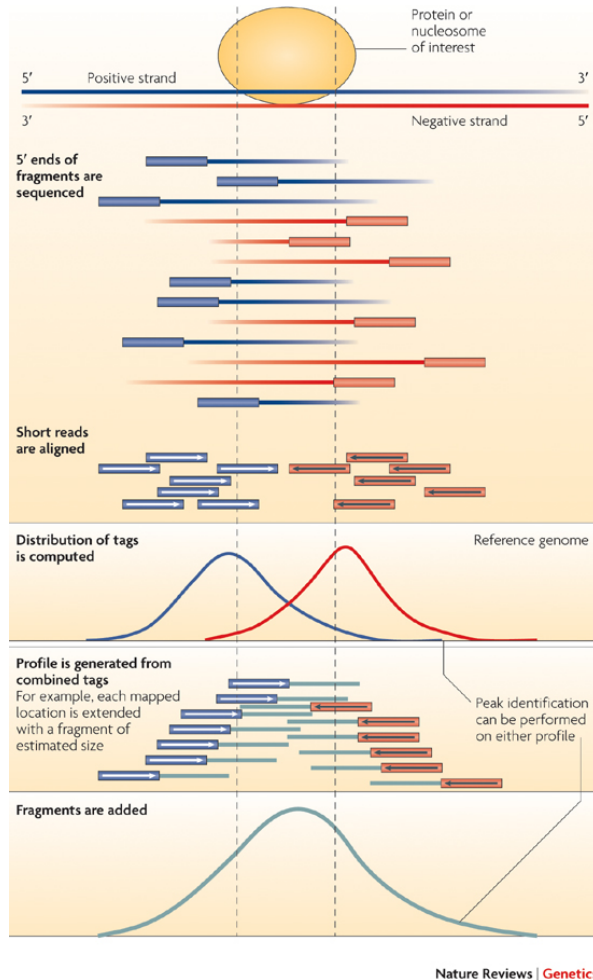 Protein or
nucleosome
of interest
5′
Positive strand
3′
3′
Negative strand
5′
5′ ends of
fragments are
sequenced
Short reads
are aligned
Distribution of tags
is computed
Reference genome
Profile is generated from
combined tags
For example, each mapped
location is extended
with a fragment of
estimated size
Peak identification
can be performed
on either profile
Fragments are added
Nature Reviews | Genetic